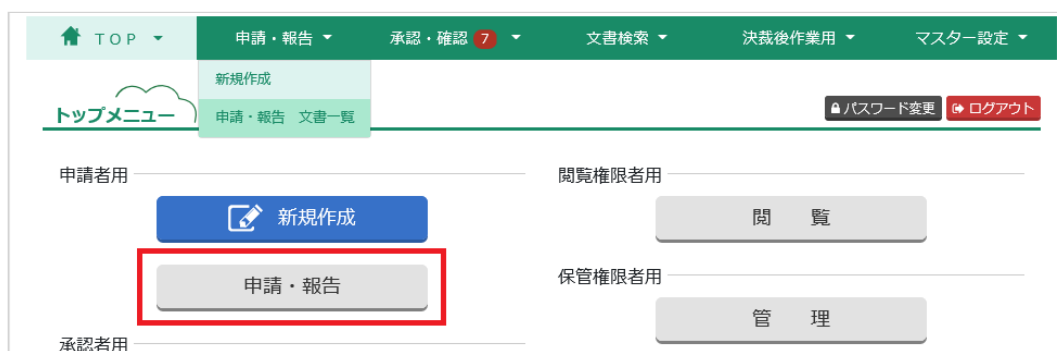 TOP 申請・報告 承認・確認 7 文書検索 決裁後作業用 マスター設定
新規作成
申請・報告 文書一覧
トップメニュー
パスワード変更 ログアウト
申請者用
新規作成
申請・報告
承認者用
閲覧権限者用
閲 覧
保管権限者用
管 理